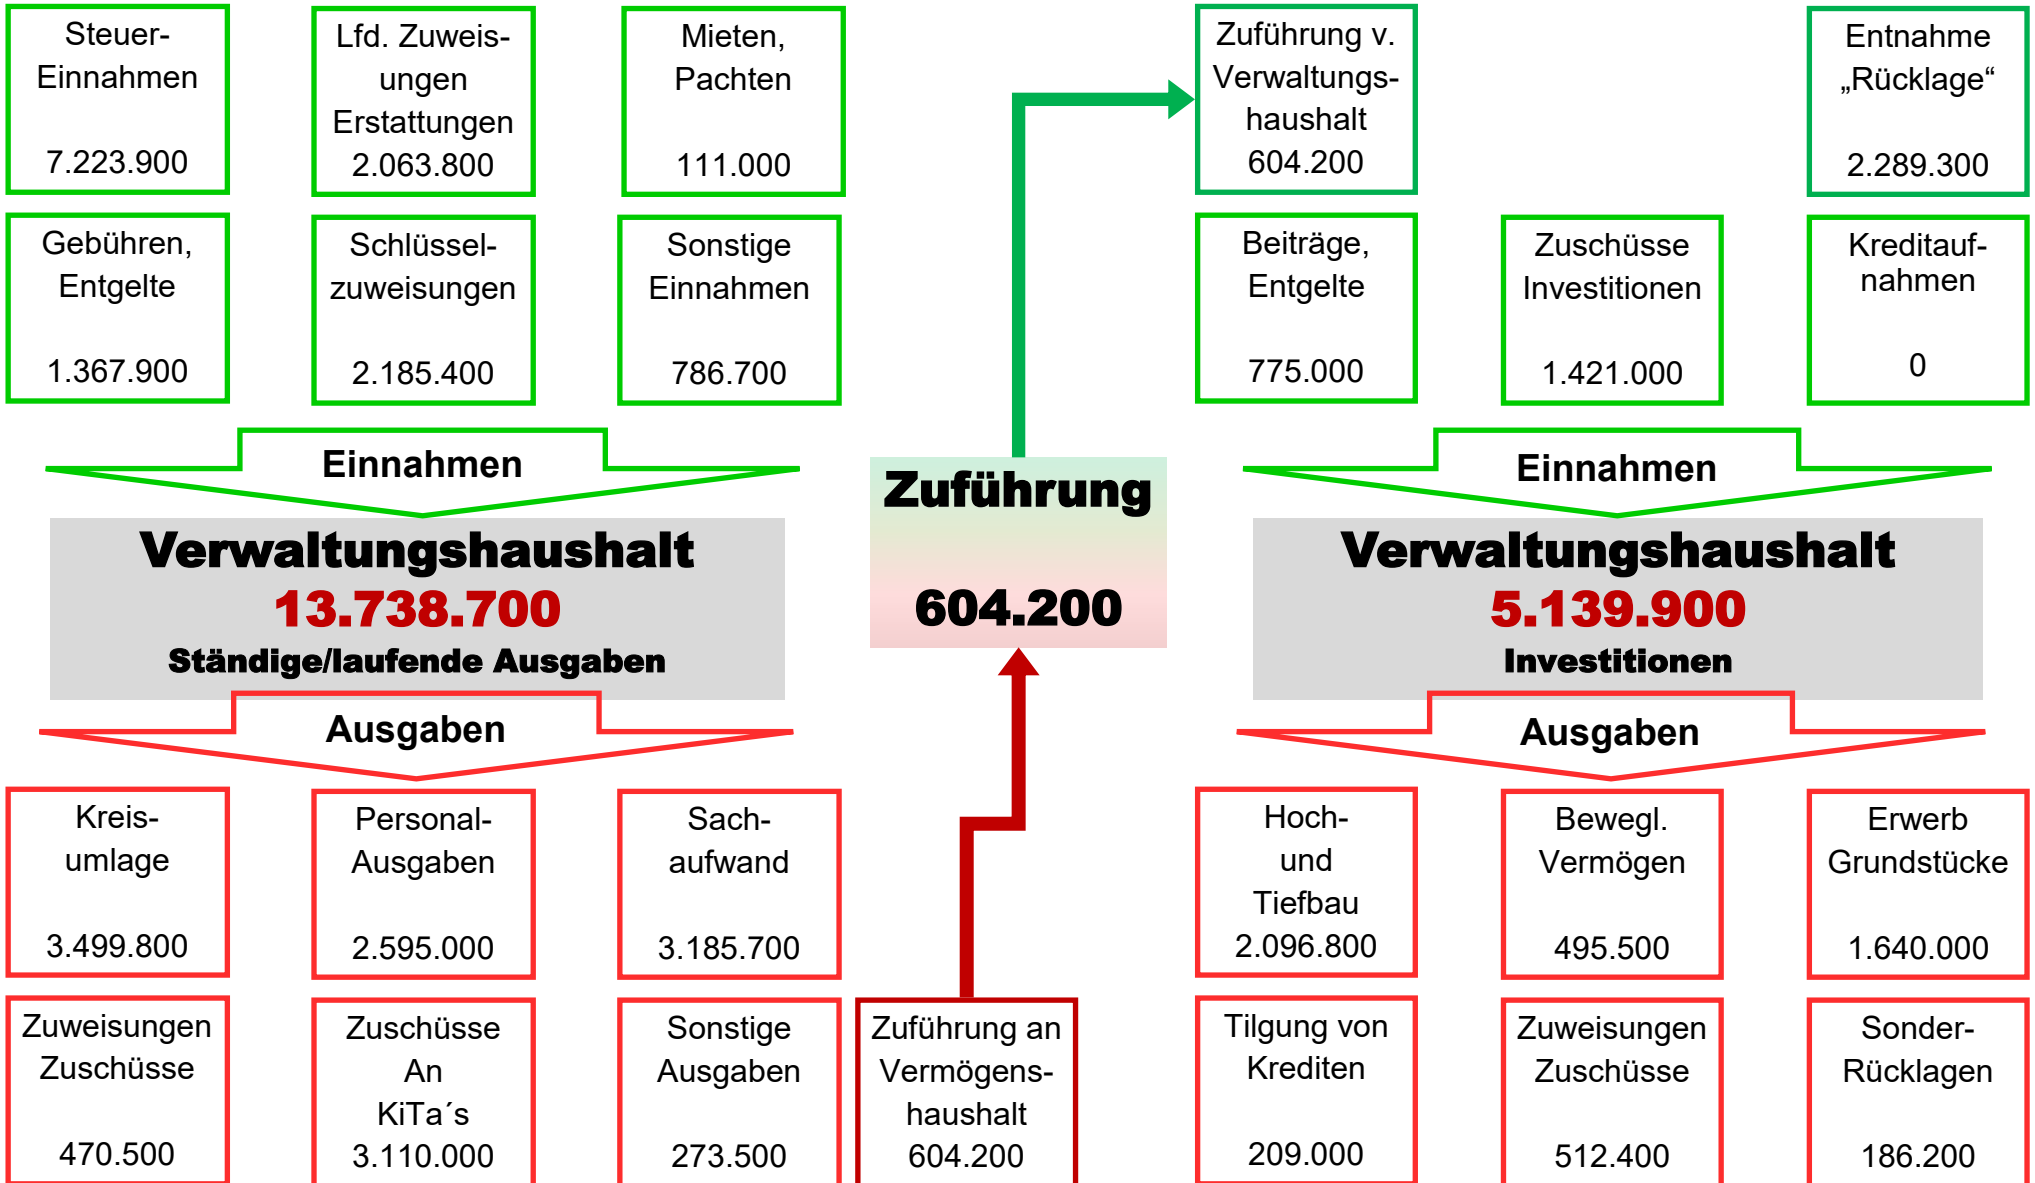 Steuer-
Einnahmen
7.223.900
Lfd. Zuweis-
ungen
Erstattungen
2.063.800
Mieten,
Pachten
111.000
Zuführung v.
Verwaltungs-
haushalt
604.200
Entnahme
„Rücklage“
2.289.300
Gebühren,
Entgelte
1.367.900
Schlüssel-
zuweisungen
2.185.400
Sonstige
Einnahmen
786.700
Beiträge,
Entgelte
775.000
Zuschüsse
Investitionen
1.421.000
Kreditauf-
nahmen
0
Einnahmen
Verwaltungshaushalt
13.738.700
Ständige/laufende Ausgaben
Ausgaben
Zuführung
604.200
Einnahmen
Verwaltungshaushalt
5.139.900
Investitionen
Ausgaben
Kreis-
umlage
3.499.800
Personal-
Ausgaben
2.595.000
Sach-
aufwand
3.185.700
Hoch-
und
Tiefbau
2.096.800
Bewegl.
Vermögen
495.500
Erwerb
Grundstücke
1.640.000
Zuweisungen
Zuschüsse
470.500
Zuschüsse
An
KiTa´s
3.110.000
Sonstige
Ausgaben
273.500
Zuführung an
Vermögens-
haushalt
604.200
Tilgung von
Krediten
209.000
Zuweisungen
Zuschüsse
512.400
Sonder-
Rücklagen
186.200